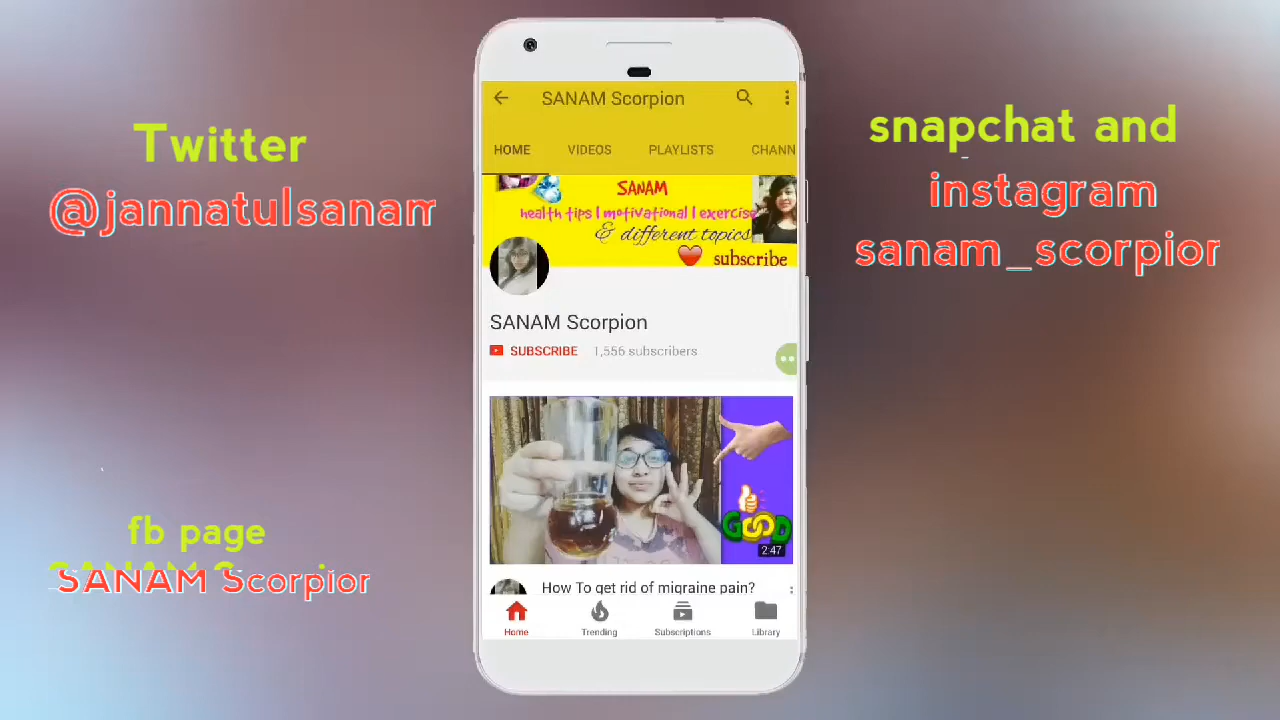 Twitter
@jannatulsanam
snapchat and
instagram
sanam_scorpior
fb page
SANAM Scorpior
SANAM Scorpion
HOME VIDEOS PLAYLISTS CHANN
SANAM
health tips | motivational | exercise
& different topics
subscribe
SANAM Scorpion
SUBSCRIBE 1,556 subscribers
GOOD
2:47
How To get rid of migraine pain?
Home Trending Subscriptions Library